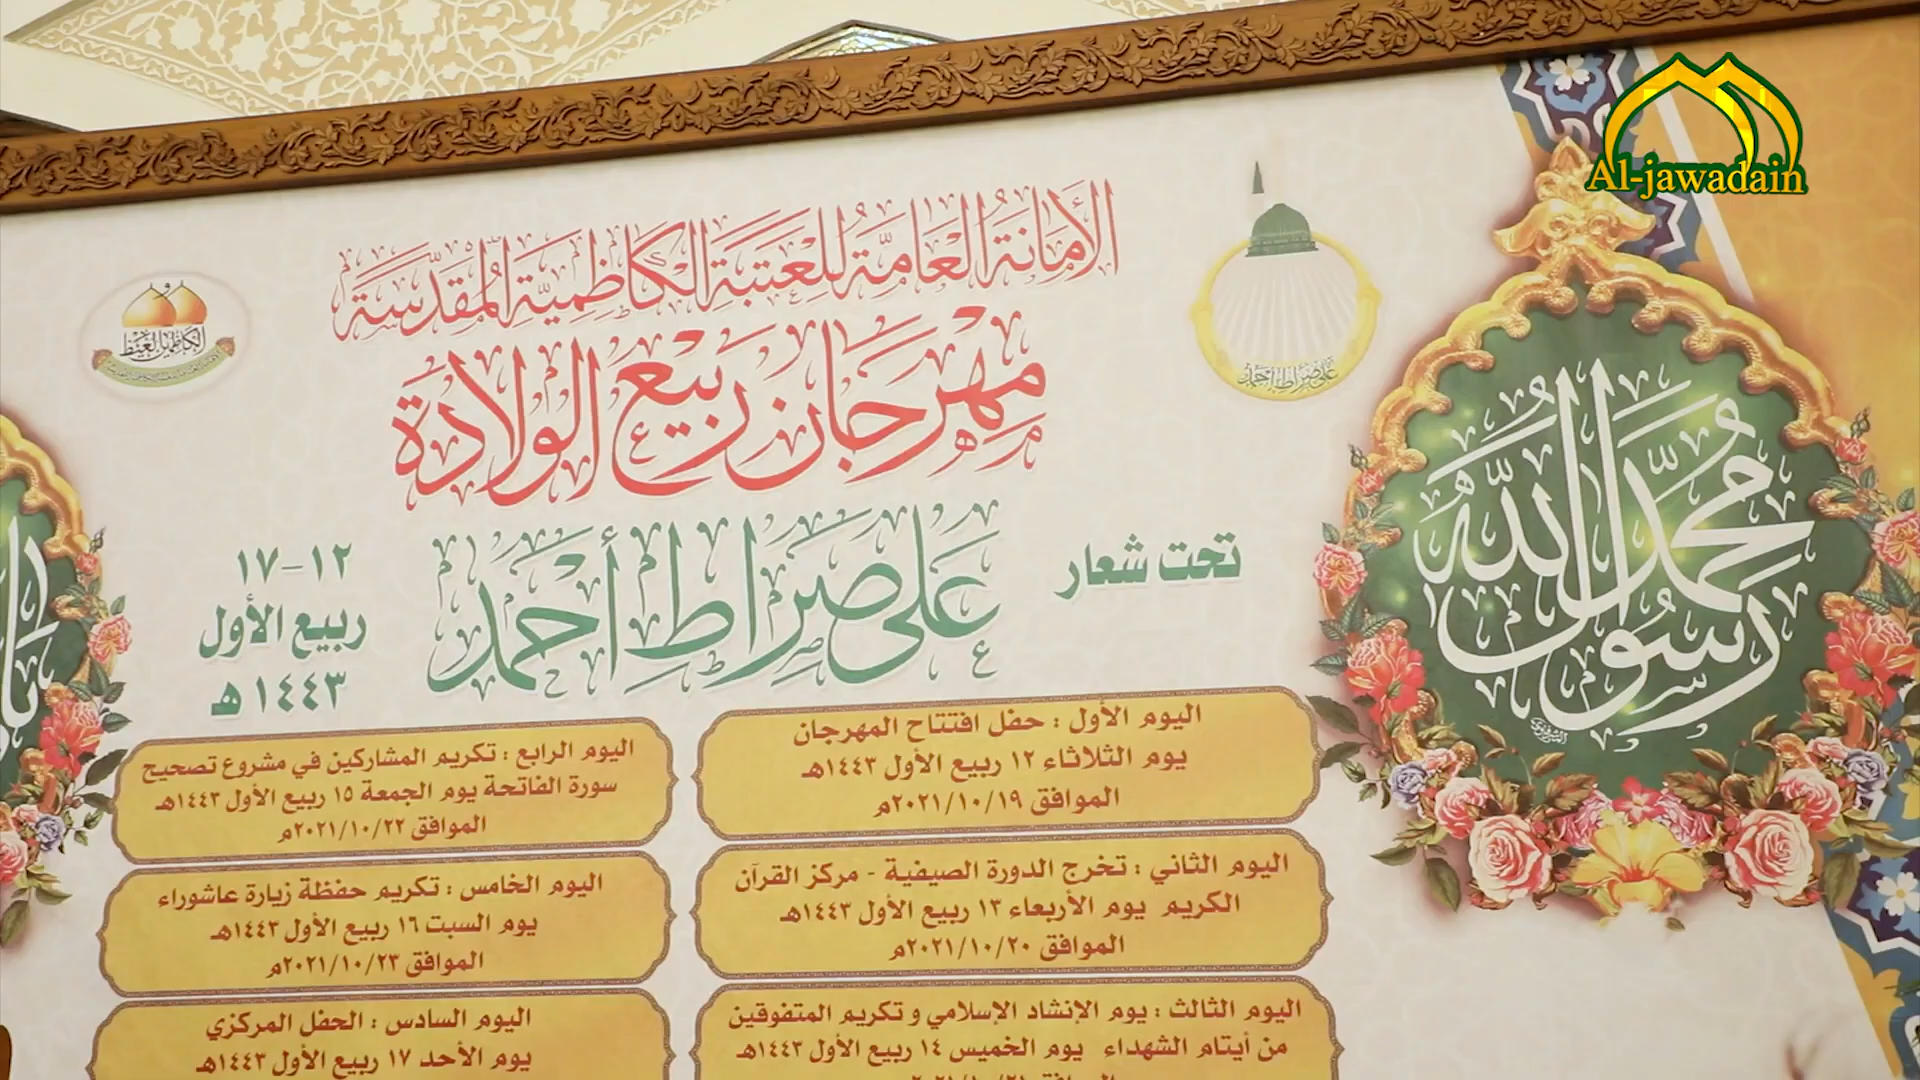 Al-jawadain
الأمانة العامة للعتبة الكاظمية المقدسة
مهرجان ربيع الولادة
تحت شعار
علي صراط أحمد
١٢-١٧
ربيع الأول
١٤٤٣ هـ
علي صراط أحمد
محمد رسول الله
اليوم الأول : حفل افتتاح المهرجان
يوم الثلاثاء ١٢ ربيع الأول ١٤٤٣هـ
الموافق ٢٠٢١/١٠/١٩م
اليوم الثاني : تخرج الدورة الصيفية - مركز القرآن
الكريم يوم الأربعاء ١٣ ربيع الأول ١٤٤٣هـ
الموافق ٢٠٢١/١٠/٢٠م
اليوم الثالث : يوم الإنشاد الإسلامي و تكريم المتفوقين
من أيتام الشهداء يوم الخميس ١٤ ربيع الأول ١٤٤٣هـ
اليوم الرابع : تكريم المشاركين في مشروع تصحيح
سورة الفاتحة يوم الجمعة ١٥ ربيع الأول ١٤٤٣هـ
الموافق ٢٠٢١/١٠/٢٢م
اليوم الخامس : تكريم حفظة زيارة عاشوراء
يوم السبت ١٦ ربيع الأول ١٤٤٣هـ
الموافق ٢٠٢١/١٠/٢٣م
اليوم السادس : الحفل المركزي
يوم الأحد ١٧ ربيع الأول ١٤٤٣هـ